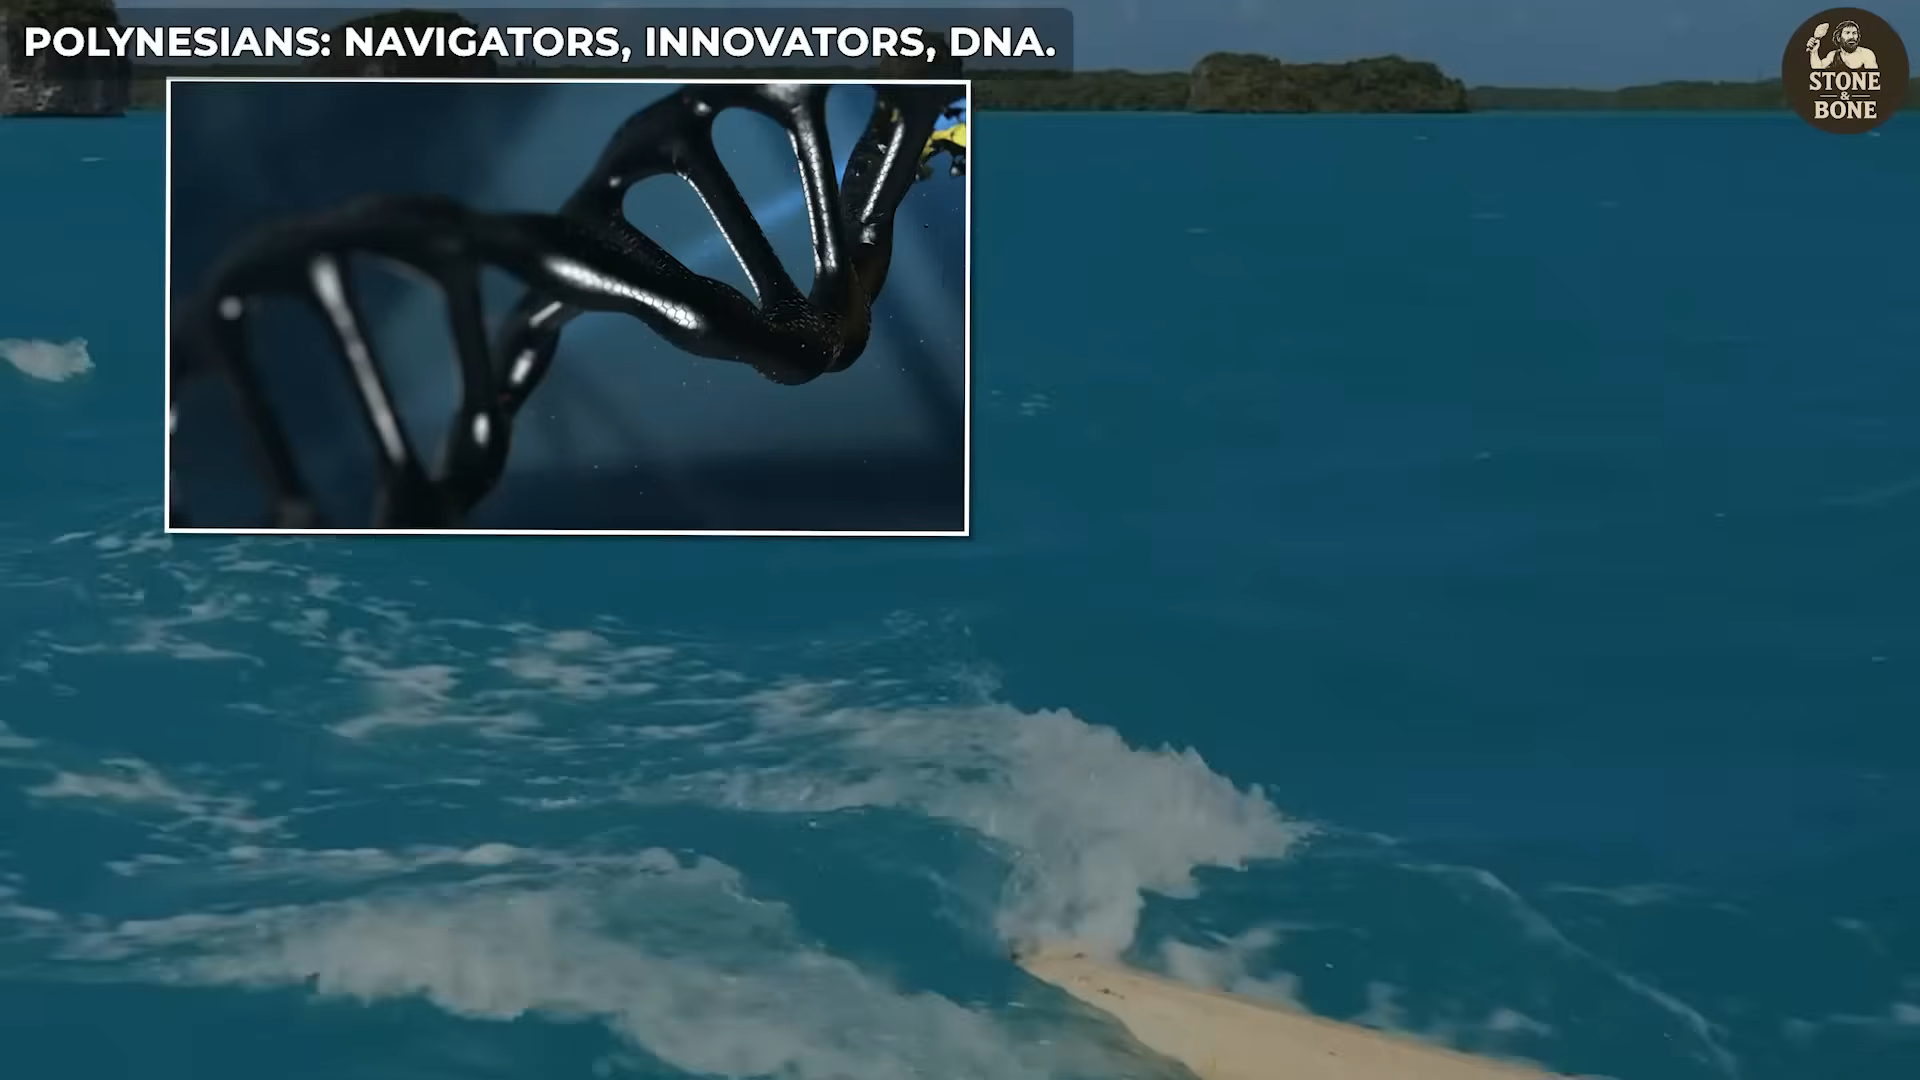 POLYNESIANS: NAVIGATORS, INNOVATORS, DNA.
STONE
&
BONE